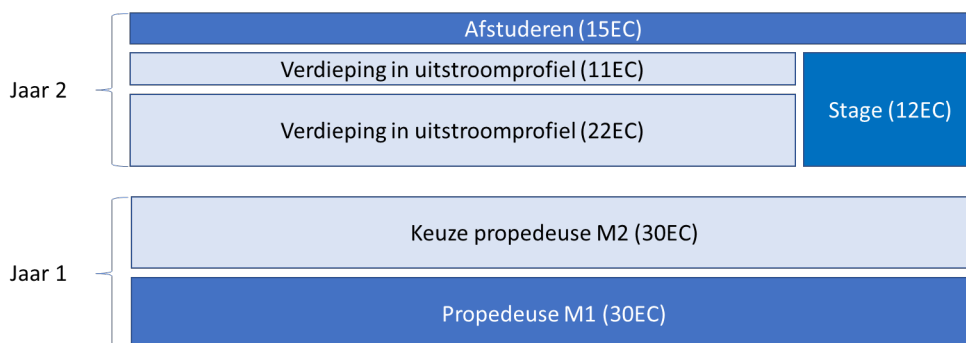 Afstuderen (15EC)
Jaar 2
Verdieping in uitstroomprofiel (11EC)
Verdieping in uitstroomprofiel (22EC)
Stage (12EC)
Jaar 1
Keuze propedeuse M2 (30EC)
Propedeuse M1 (30EC)